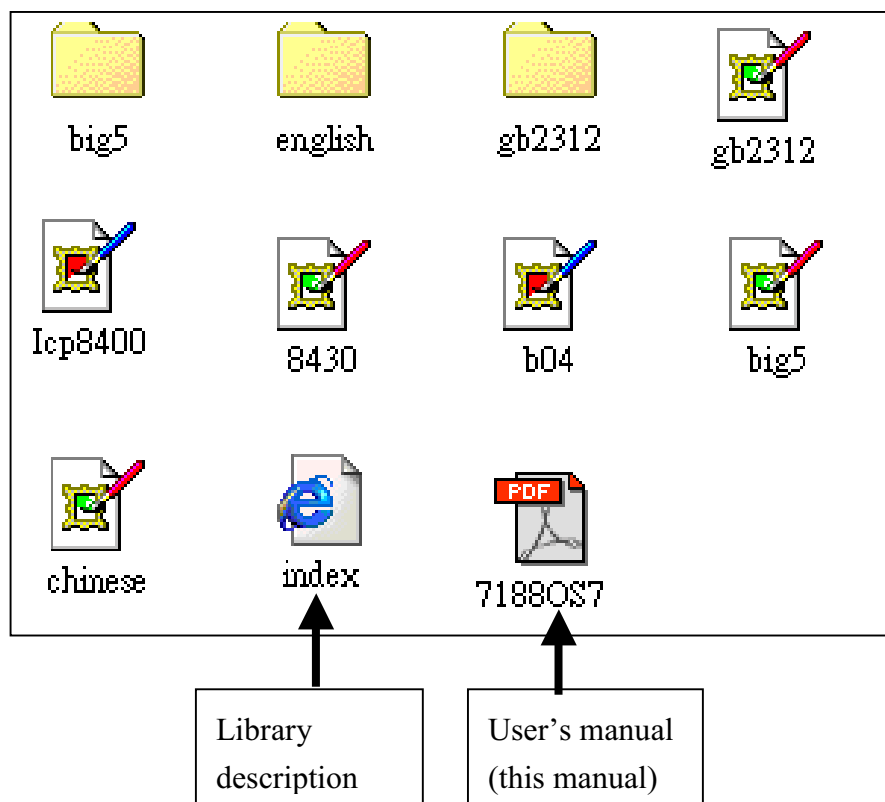 big5
english
gb2312
gb2312
Icp8400
8430
b04
big5
chinese
index
PDF
7188OS7
Library
description
User's manual
(this manual)